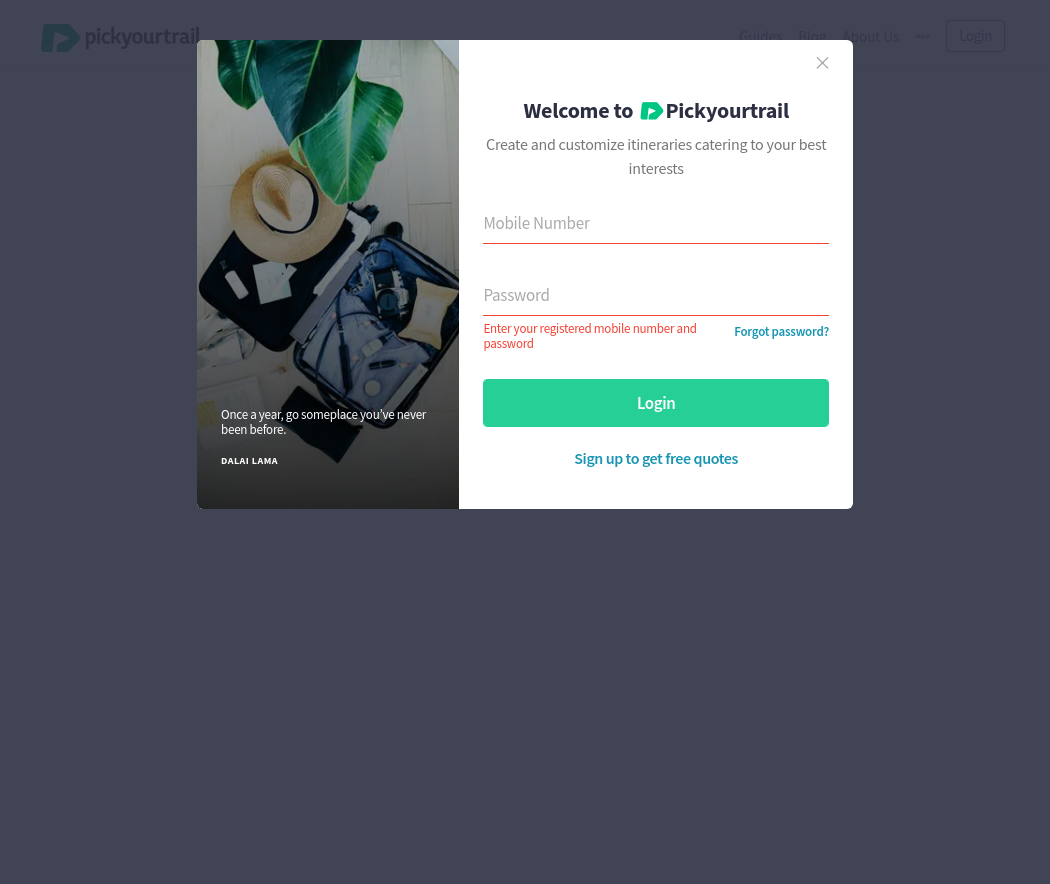 pickyourtrail
Guides Blog About Us ••• Login
Welcome to Pickyourtrail
Create and customize itineraries catering to your best
interests
Mobile Number
Password
Enter your registered mobile number and
password
Forgot password?
Login
Sign up to get free quotes
Once a year, go someplace you've never
been before.
DALAI LAMA